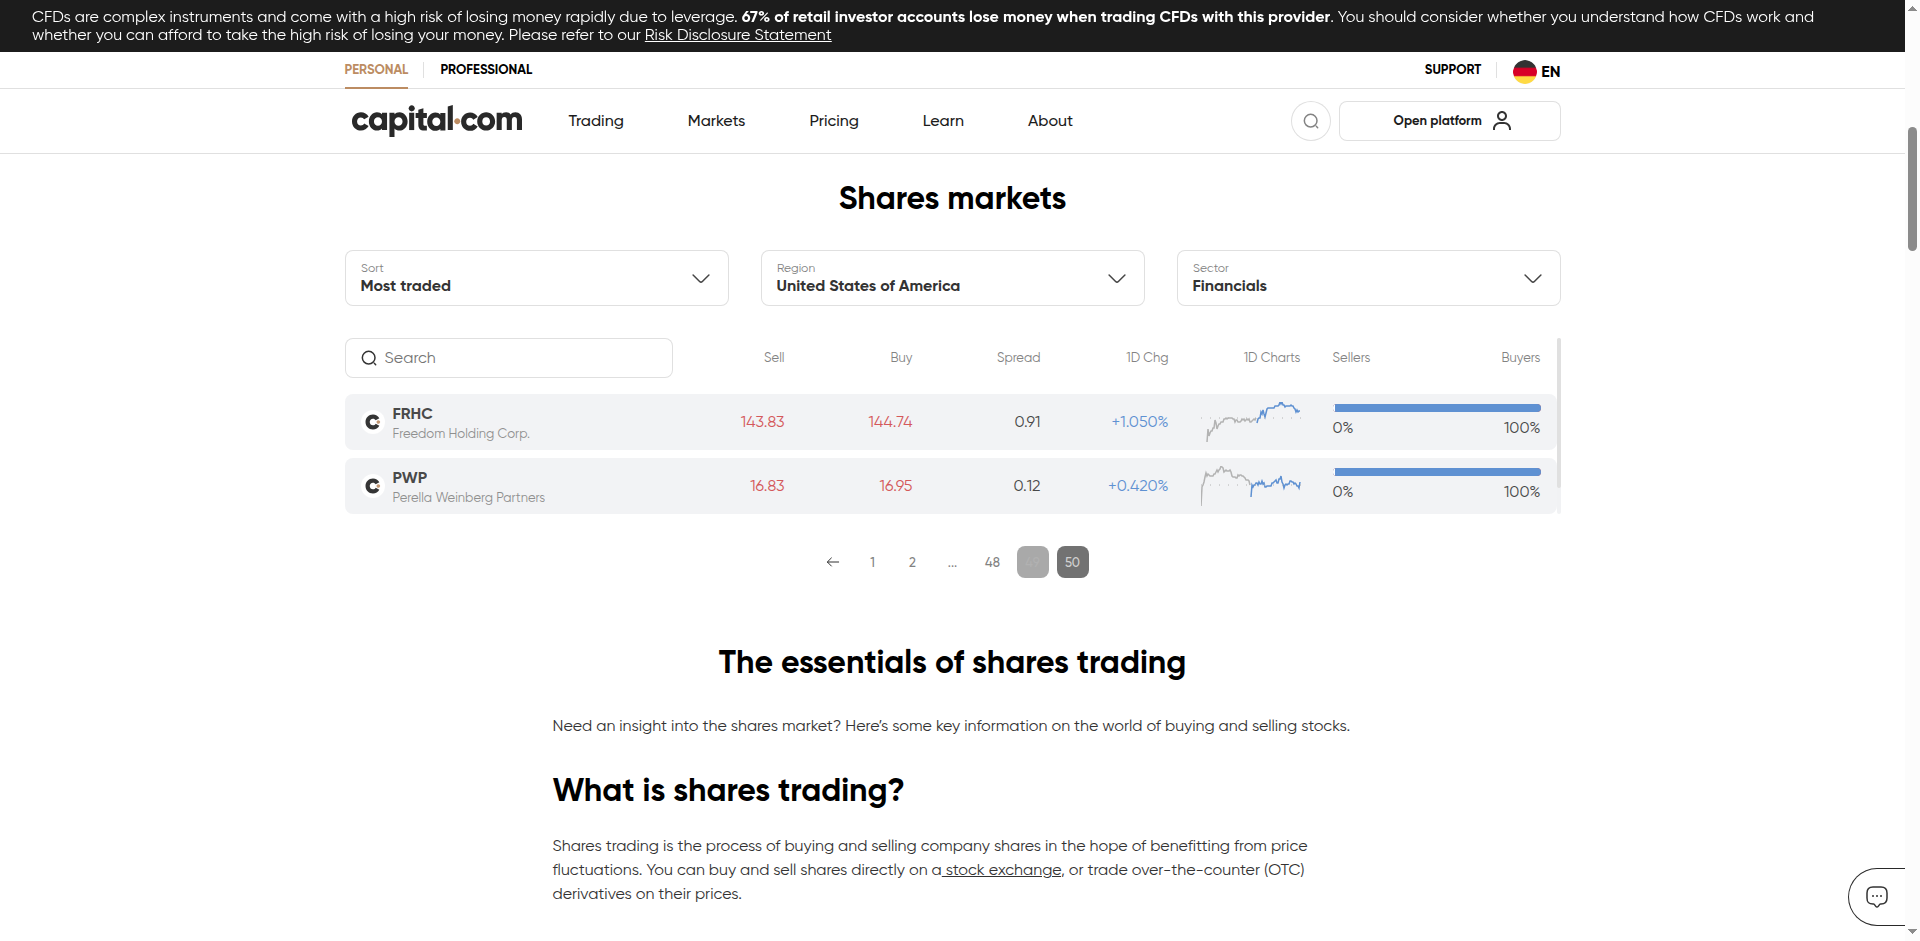 CFDs are complex instruments and come with a high risk of losing money rapidly due to leverage. 67% of retail investor accounts lose money when trading CFDs with this provider. You should consider whether you understand how CFDs work and
whether you can afford to take the high risk of losing your money. Please refer to our Risk Disclosure Statement
PERSONAL PROFESSIONAL SUPPORT EN
capital.com Trading Markets Pricing Learn About Open platform
Shares markets
Sort Region Sector
Most traded United States of America Financials
Search Sell Buy Spread 1D Chg 1D Charts Sellers Buyers
FRHC
Freedom Holding Corp. 143.83 144.74 0.91 +1.050% 0% 100%
PWP
Perella Weinberg Partners 16.83 16.95 0.12 +0.420% 0% 100%
1 2 ... 48 50
The essentials of shares trading
Need an insight into the shares market? Here’s some key information on the world of buying and selling stocks.
What is shares trading?
Shares trading is the process of buying and selling company shares in the hope of benefitting from price
fluctuations. You can buy and sell shares directly on a stock exchange, or trade over-the-counter (OTC)
derivatives on their prices.